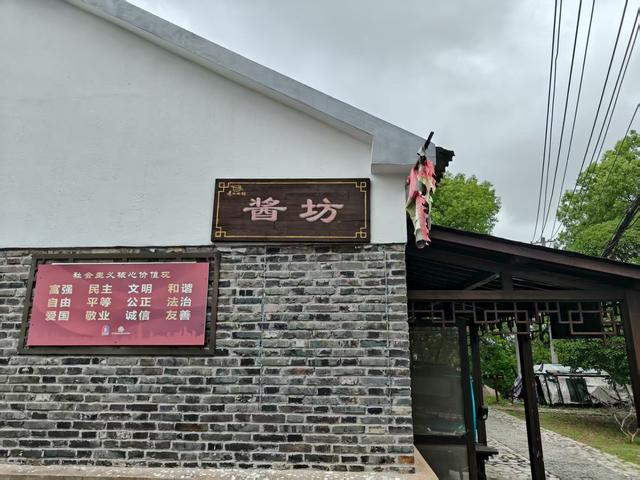 酱坊
社会主义核心价值观
富强 民主 文明 和谐
自由 平等 公正 法治
爱国 敬业 诚信 友善